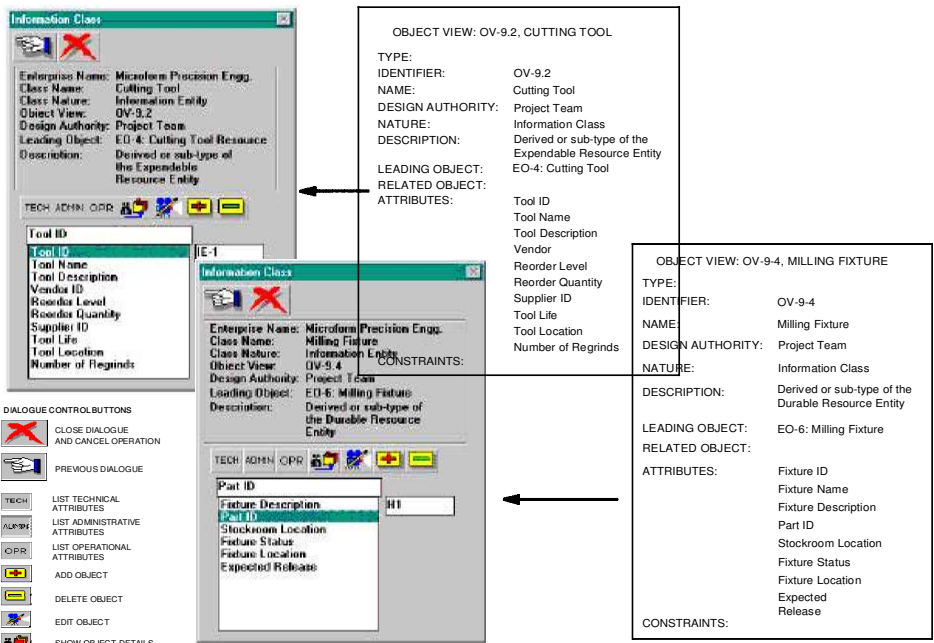 Information Class
Enterprise Name: Microform Precision Engg.
Class Name: Cutting Tool
Class Nature: Information Entity
Object View: OV-9.2
Design Authority: Project Team
Leading Object: EO-4: Cutting Tool Resource
Description: Derived or sub-type of
the Expendable
Resource Entity
TECH ADMN OPR
Tool ID
Tool ID IE-1
Tool Name
Tool Description
Vendor ID
Reorder Level
Reorder Quantity
Supplier ID
Tool Life
Tool Location
Number of Regrinds
OBJECT VIEW: OV-9.2, CUTTING TOOL
TYPE:
IDENTIFIER: OV-9.2
NAME: Cutting Tool
DESIGN AUTHORITY: Project Team
NATURE: Information Class
DESCRIPTION: Derived or sub-type of the
Expendable Resource Entity
LEADING OBJECT: EO-4: Cutting Tool
RELATED OBJECT:
ATTRIBUTES: Tool ID
Tool Name
Tool Description
Vendor
Reorder Level
Reorder Quantity
Supplier ID
Tool Life
Tool Location
Number of Regrinds
CONSTRAINTS:
Information Class
Enterprise Name: Microform Precision Engg.
Class Name: Milling Fixture
Class Nature: Information Entity
Object View: OV-9.4
Design Authority: Project Team
Leading Object: EO-6: Milling Fixture
Description: Derived or sub-type of
the Durable Resource
Entity
TECH ADMN OPR
Part ID
Fixture Description H1
Part ID
Stockroom Location
Fixture Status
Fixture Location
Expected Release
OBJECT VIEW: OV-9-4, MILLING FIXTURE
TYPE:
IDENTIFIER: OV-9-4
NAME: Milling Fixture
DESIGN AUTHORITY: Project Team
NATURE: Information Class
DESCRIPTION: Derived or sub-type of the
Durable Resource Entity
LEADING OBJECT: EO-6: Milling Fixture
RELATED OBJECT:
ATTRIBUTES: Fixture ID
Fixture Name
Fixture Description
Part ID
Stockroom Location
Fixture Status
Fixture Location
Expected
Release
CONSTRAINTS:
DIALOGUE CONTROL BUTTONS
CLOSE DIALOGUE
AND CANCEL OPERATION
PREVIOUS DIALOGUE
TECH LIST TECHNICAL
ATTRIBUTES
ADMN LIST ADMINISTRATIVE
ATTRIBUTES
OPR LIST OPERATIONAL
ATTRIBUTES
ADD OBJECT
DELETE OBJECT
EDIT OBJECT
SHOW OBJECT DETAILS